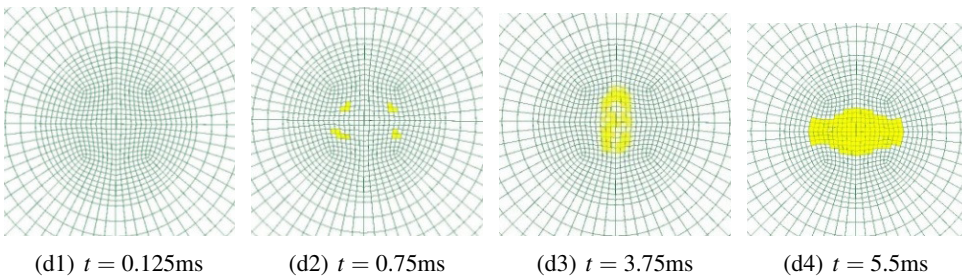 (d1) t = 0.125ms
(d2) t = 0.75ms
(d3) t = 3.75ms
(d4) t = 5.5ms